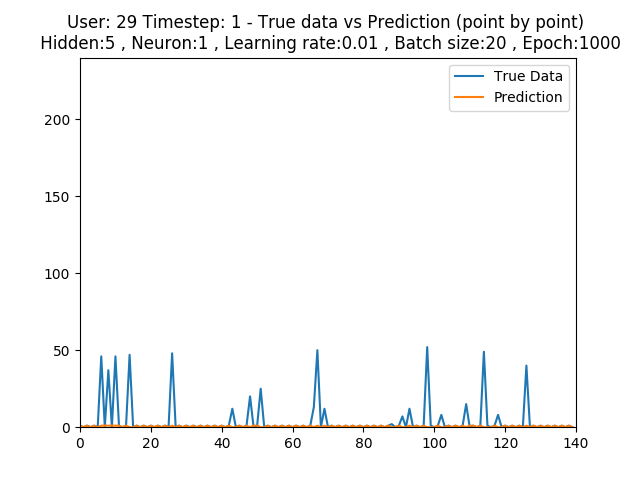 User: 29 Timestep: 1 - True data vs Prediction (point by point)
Hidden:5 , Neuron:1 , Learning rate:0.01 , Batch size:20 , Epoch:1000
True Data
Prediction
200
150
100
50
0
0 20 40 60 80 100 120 140